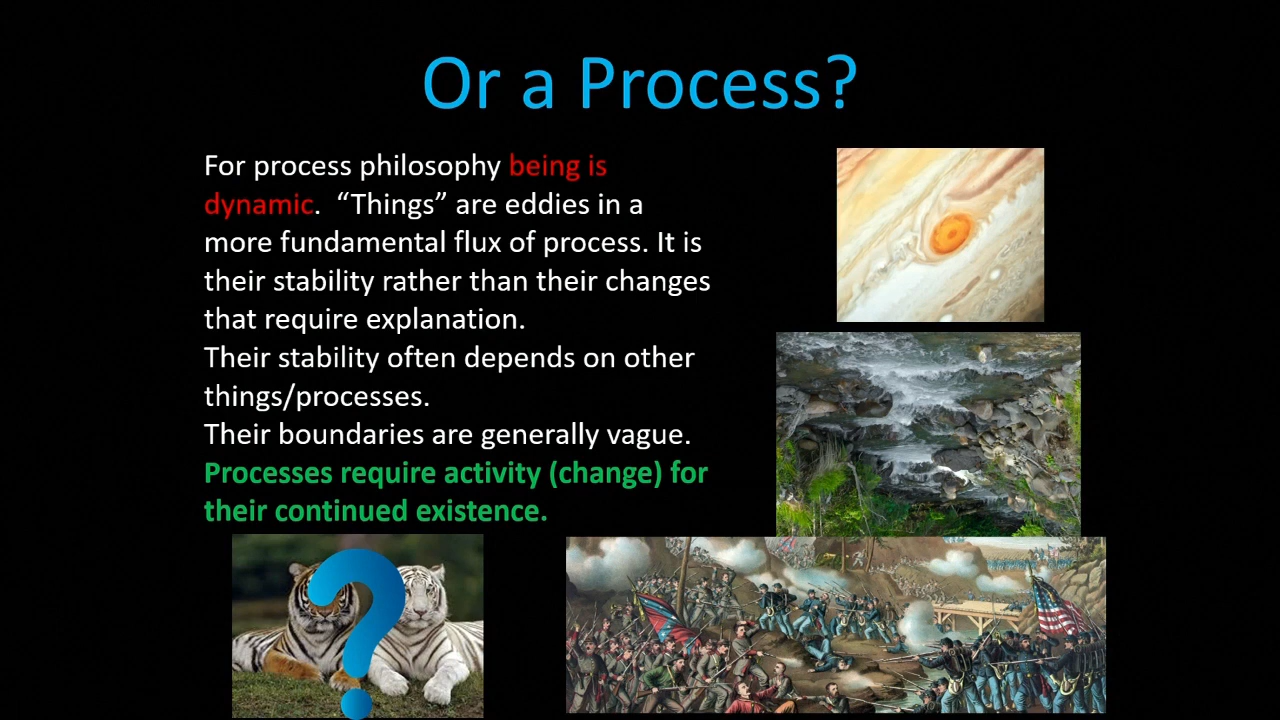 Or a Process?
For process philosophy being is
dynamic.  “Things” are eddies in a
more fundamental flux of process. It is
their stability rather than their changes
that require explanation.
Their stability often depends on other
things/processes.
Their boundaries are generally vague.
Processes require activity (change) for
their continued existence.
?